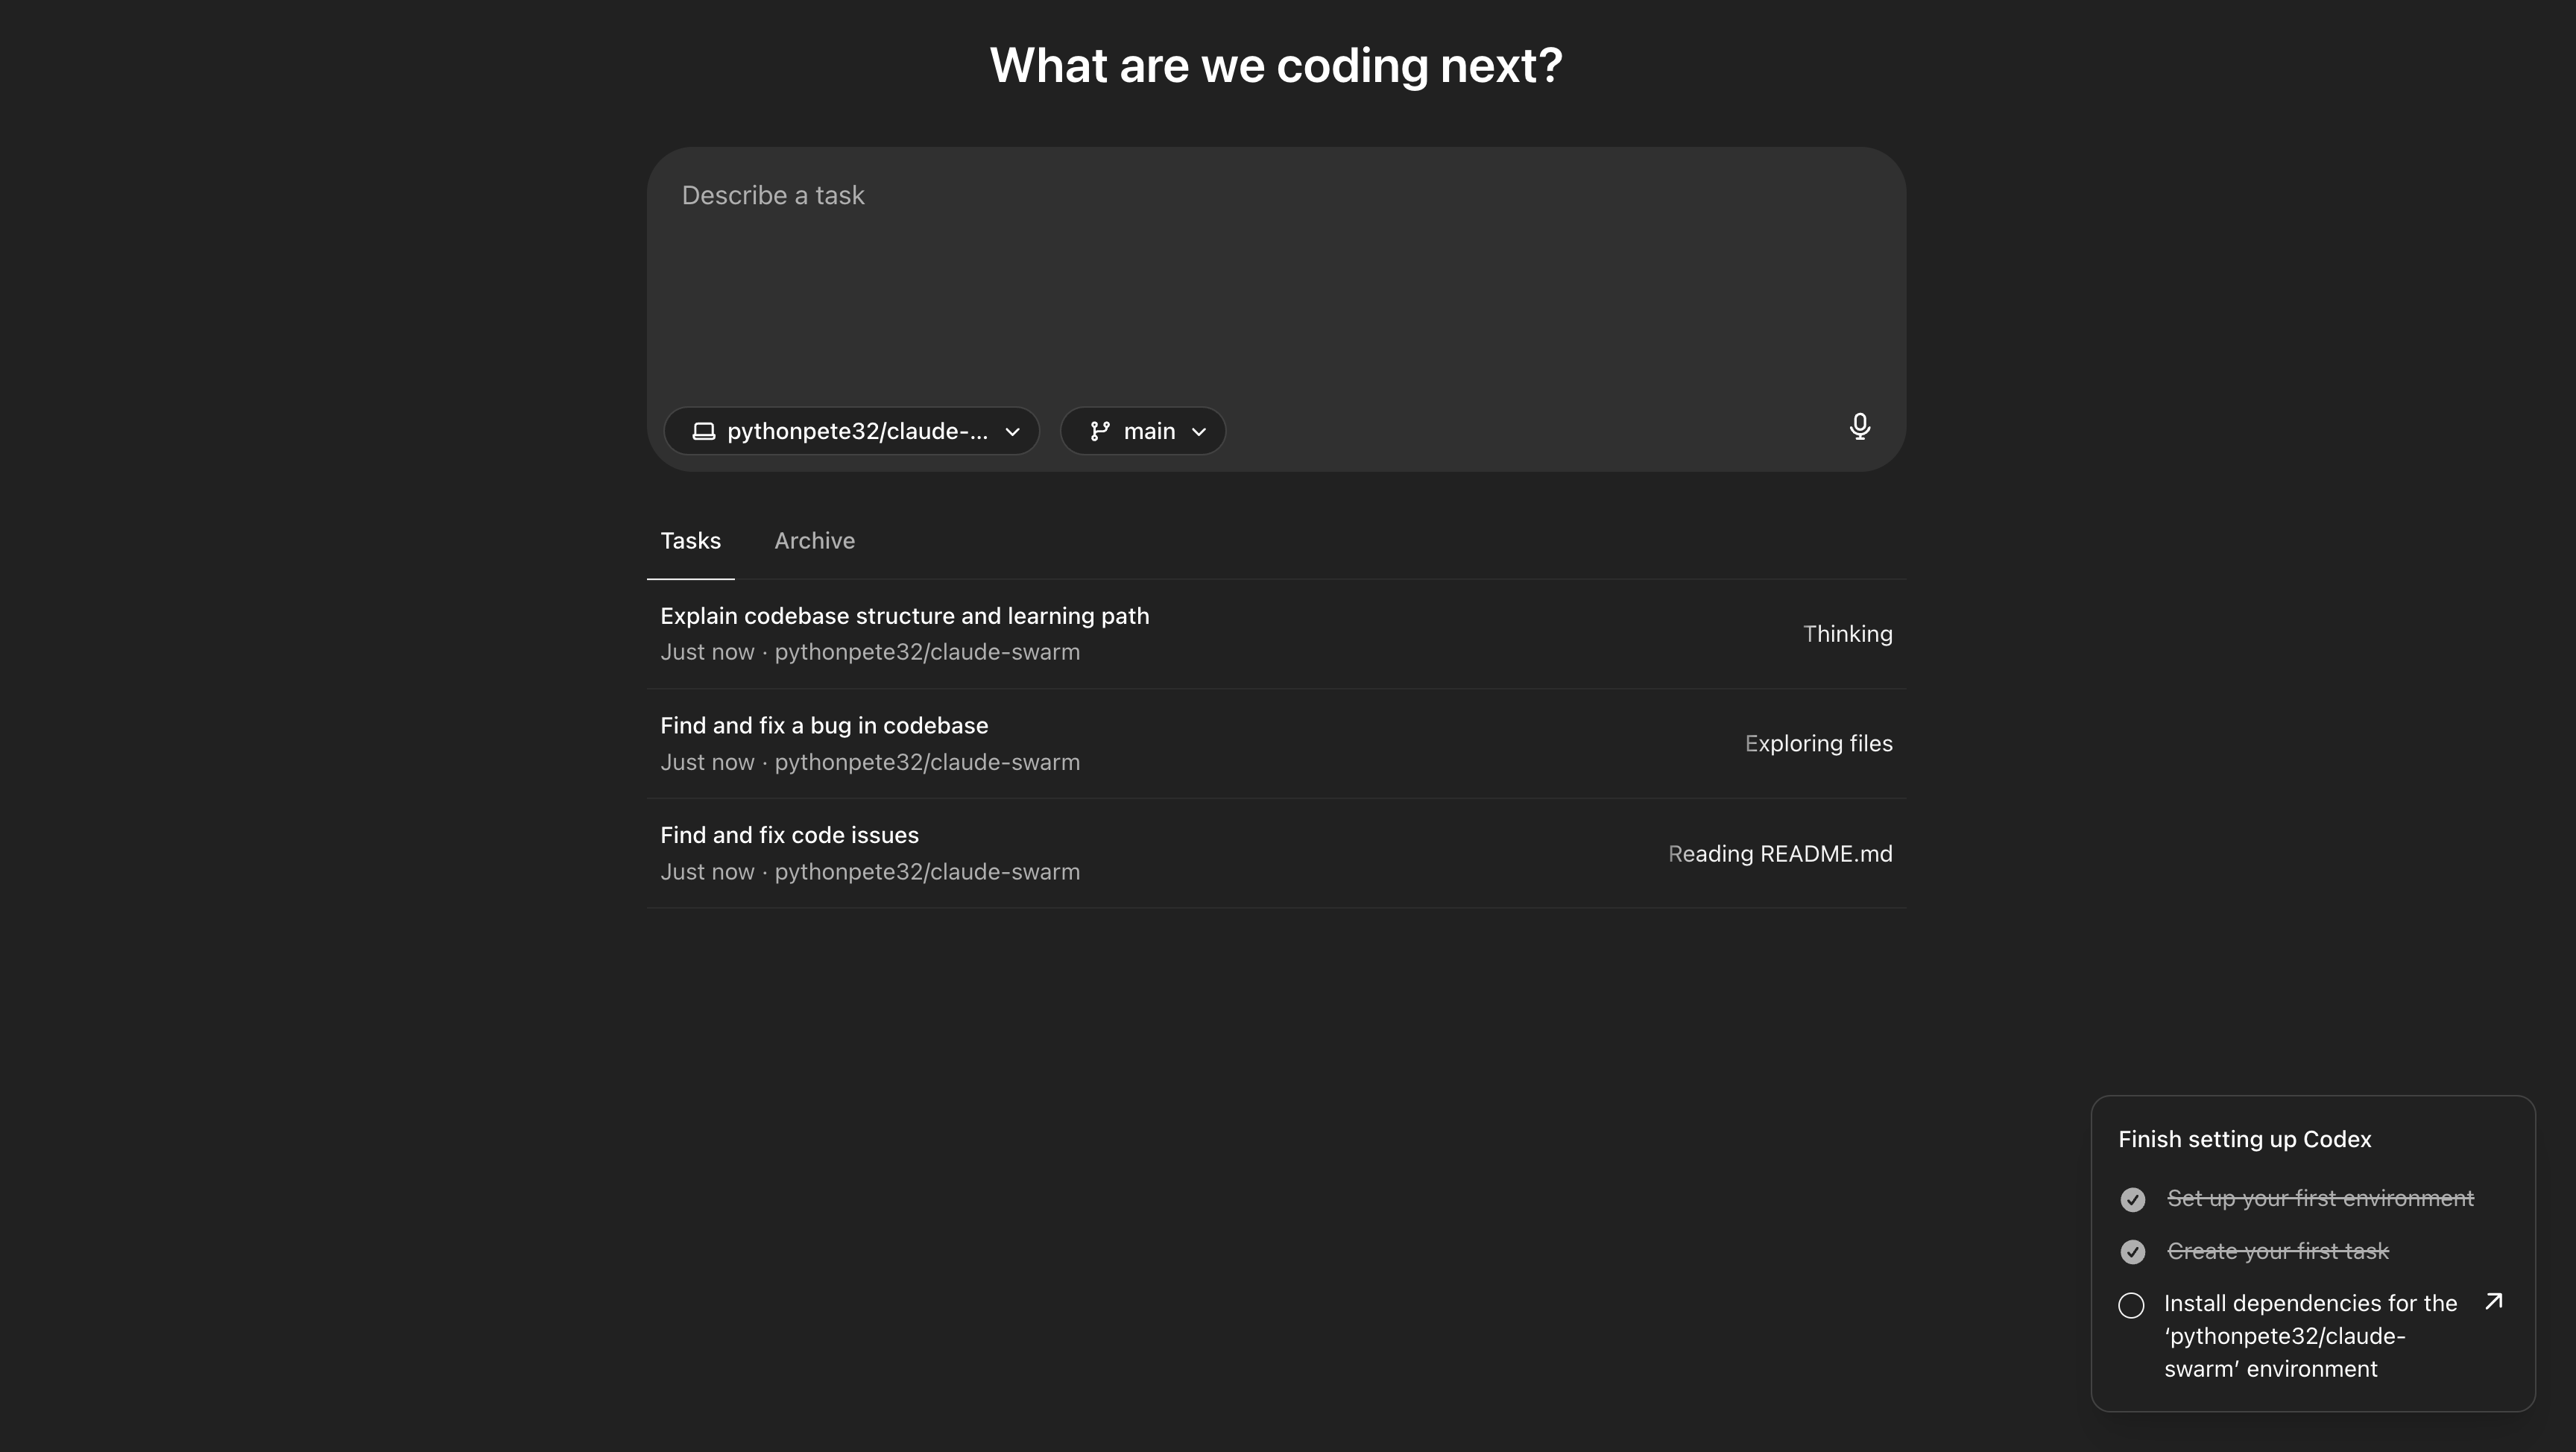 What are we coding next?
Describe a task
pythonpete32/claude-...
main
Tasks
Archive
Explain codebase structure and learning path
Just now · pythonpete32/claude-swarm
Thinking
Find and fix a bug in codebase
Just now · pythonpete32/claude-swarm
Exploring files
Find and fix code issues
Just now · pythonpete32/claude-swarm
Reading README.md
Finish setting up Codex
Set up your first environment
Create your first task
Install dependencies for the
‘pythonpete32/claude-
swarm’ environment